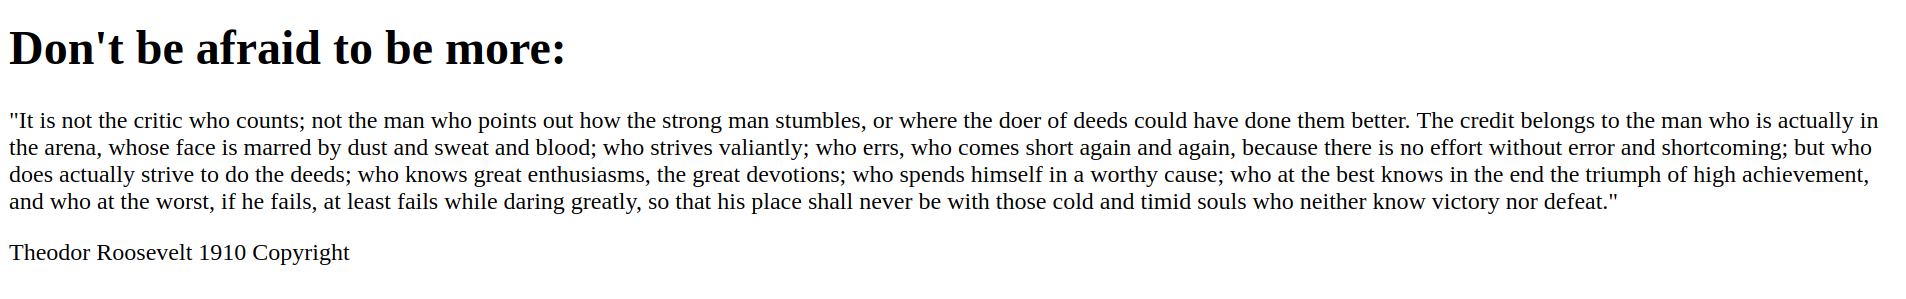 Don't be afraid to be more:
"It is not the critic who counts; not the man who points out how the strong man stumbles, or where the doer of deeds could have done them better. The credit belongs to the man who is actually in
the arena, whose face is marred by dust and sweat and blood; who strives valiantly; who errs, who comes short again and again, because there is no effort without error and shortcoming; but who
does actually strive to do the deeds; who knows great enthusiasms, the great devotions; who spends himself in a worthy cause; who at the best knows in the end the triumph of high achievement,
and who at the worst, if he fails, at least fails while daring greatly, so that his place shall never be with those cold and timid souls who neither know victory nor defeat."
Theodor Roosevelt 1910 Copyright